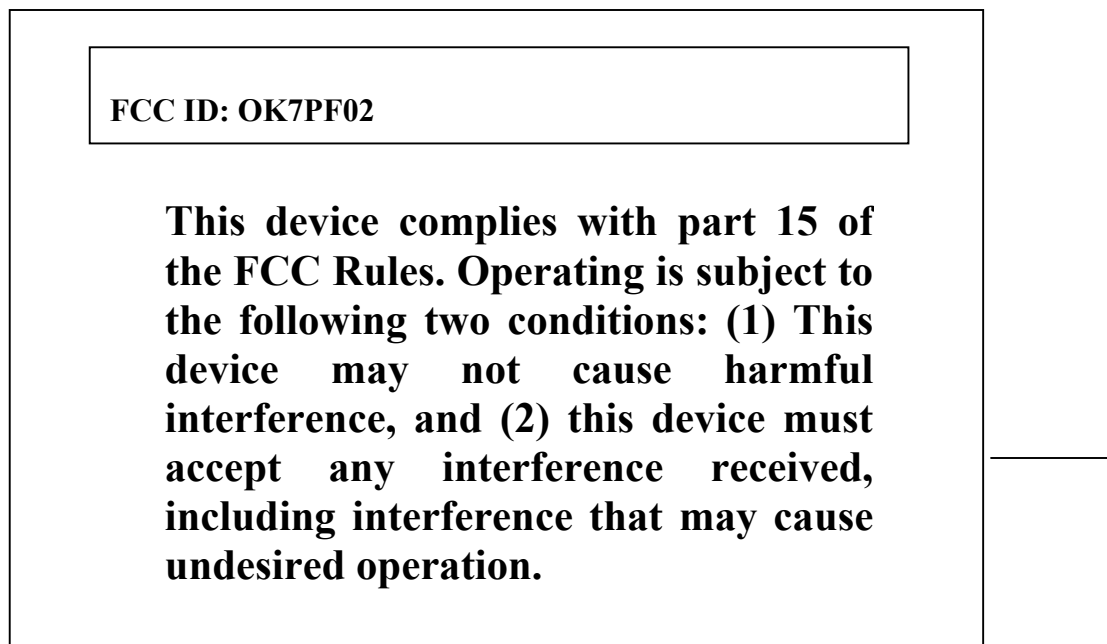 FCC ID: OK7PF02
This device complies with part 15 of
the FCC Rules. Operating is subject to
the following two conditions: (1) This
device may not cause harmful
interference, and (2) this device must
accept any interference received,
including interference that may cause
undesired operation.